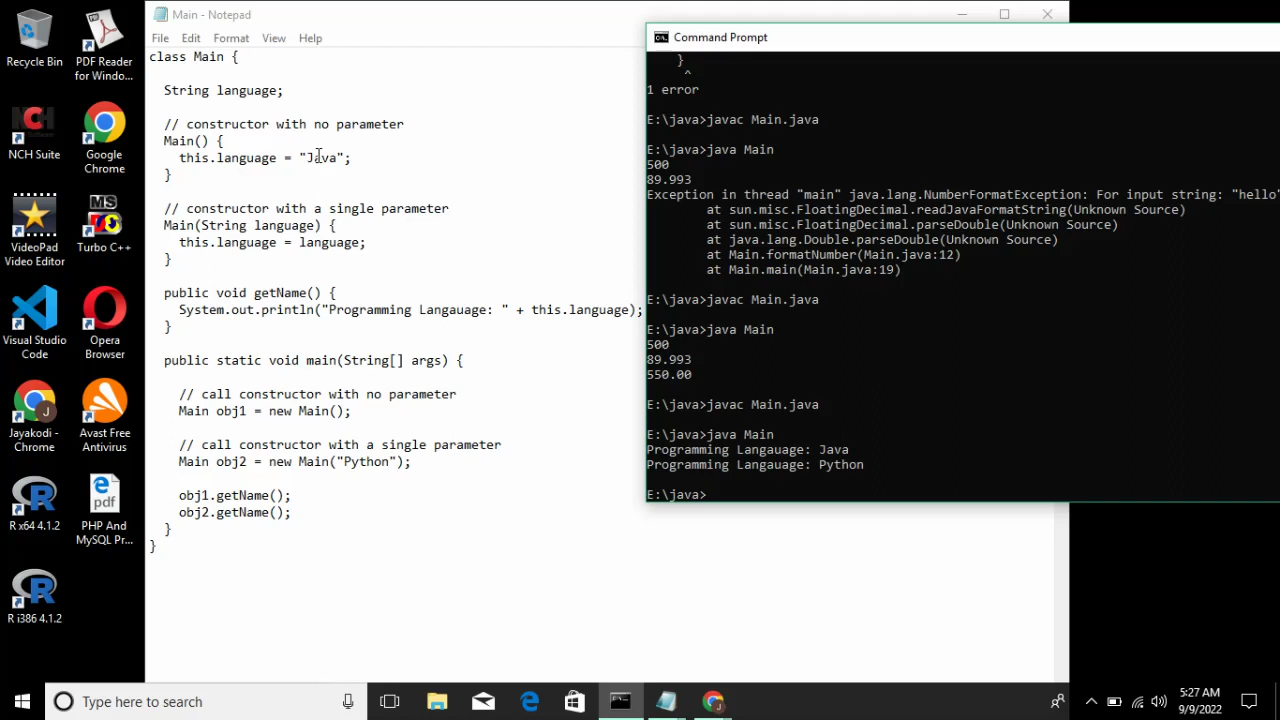 Recycle Bin
PDF Reader
for Windo...
NCH
NCH Suite
Google
Chrome
VideoPad
Video Editor
MS
Turbo C++
Visual Studio
Code
Opera
Browser
J
Jayakodi -
Chrome
Avast Free
Antivirus
R x64 4.1.2
pdf
PHP And
MySQL Pr...
R i386 4.1.2
Main - Notepad
File Edit Format View Help
class Main {
String language;
// constructor with no parameter
Main() {
this.language = "Java";
}
// constructor with a single parameter
Main(String language) {
this.language = language;
}
public void getName() {
System.out.println("Programming Langauage: " + this.language);
}
public static void main(String[] args) {
// call constructor with no parameter
Main obj1 = new Main();
// call constructor with a single parameter
Main obj2 = new Main("Python");
obj1.getName();
obj2.getName();
}
}
Command Prompt
}
^
1 error
E:\java>javac Main.java
E:\java>java Main
500
89.993
Exception in thread "main" java.lang.NumberFormatException: For input string: "hello"
at sun.misc.FloatingDecimal.readJavaFormatString(Unknown Source)
at sun.misc.FloatingDecimal.parseDouble(Unknown Source)
at java.lang.Double.parseDouble(Unknown Source)
at Main.formatNumber(Main.java:12)
at Main.main(Main.java:19)
E:\java>javac Main.java
E:\java>java Main
500
89.993
550.00
E:\java>javac Main.java
E:\java>java Main
Programming Langauage: Java
Programming Langauage: Python
E:\java>
Type here to search
5:27 AM
9/9/2022